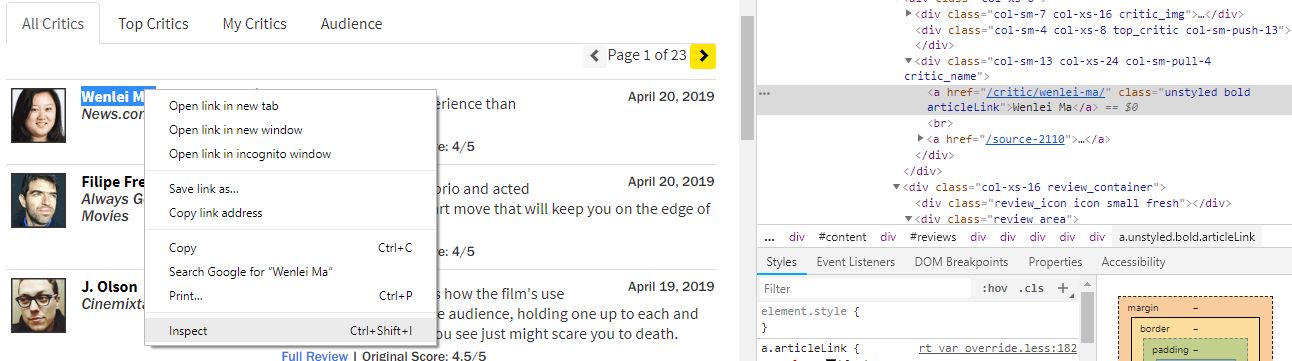 All Critics Top Critics My Critics Audience
Page 1 of 23
Wenlei M
News.con
April 20, 2019
erience than
e: 4/5
Open link in new tab
Open link in new window
Open link in incognito window
Save link as...
Copy link address
Copy Ctrl+C
Search Google for “Wenlei Ma”
Print... Ctrl+P
Inspect Ctrl+Shift+I
Filipe Fre
Always G
Movies
April 20, 2019
brio and acted
art move that will keep you on the edge of
e: 4/5
J. Olson
Cinemixta
April 19, 2019
s how the film's use
e audience, holding one up to each and
u see just might scare you to death.
Full Review | Original Score: 4.5/5
<div class="col-sm-7 col-xs-16 critic_img">…</div>
<div class="col-sm-4 col-xs-8 top_critic col-sm-push-13">
</div>
<div class="col-sm-13 col-xs-24 col-sm-pull-4
critic_name">
<a href="/critic/wenlei-ma/" class="unstyled bold
articleLink">Wenlei Ma</a> == $0
<br>
<a href="/source-2110">…</a>
</div>
</div>
<div class="col-xs-16 review_container">
<div class="review_icon icon small fresh"></div>
<div class="review_area">
... div #content div #reviews div div div div a.unstyled.bold.articleLink
Styles Event Listeners DOM Breakpoints Properties Accessibility
Filter :hov .cls +
element.style {
}
a.articleLink { rt_var_override.less:182
margin –
border –
padding –